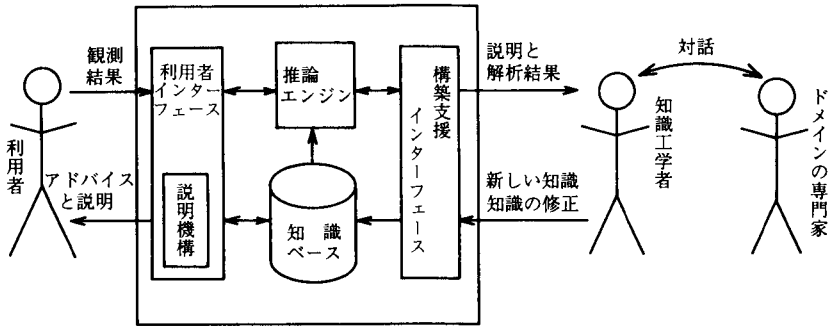 観測
結果
利用者
インター
フェース
推論
エンジン
構築支援
インターフェース
説明と
解析結果
対話
利用者
アドバイス
と説明
説明機構
知識
ベース
新しい知識
知識の修正
知識工学者
ドメインの専門家